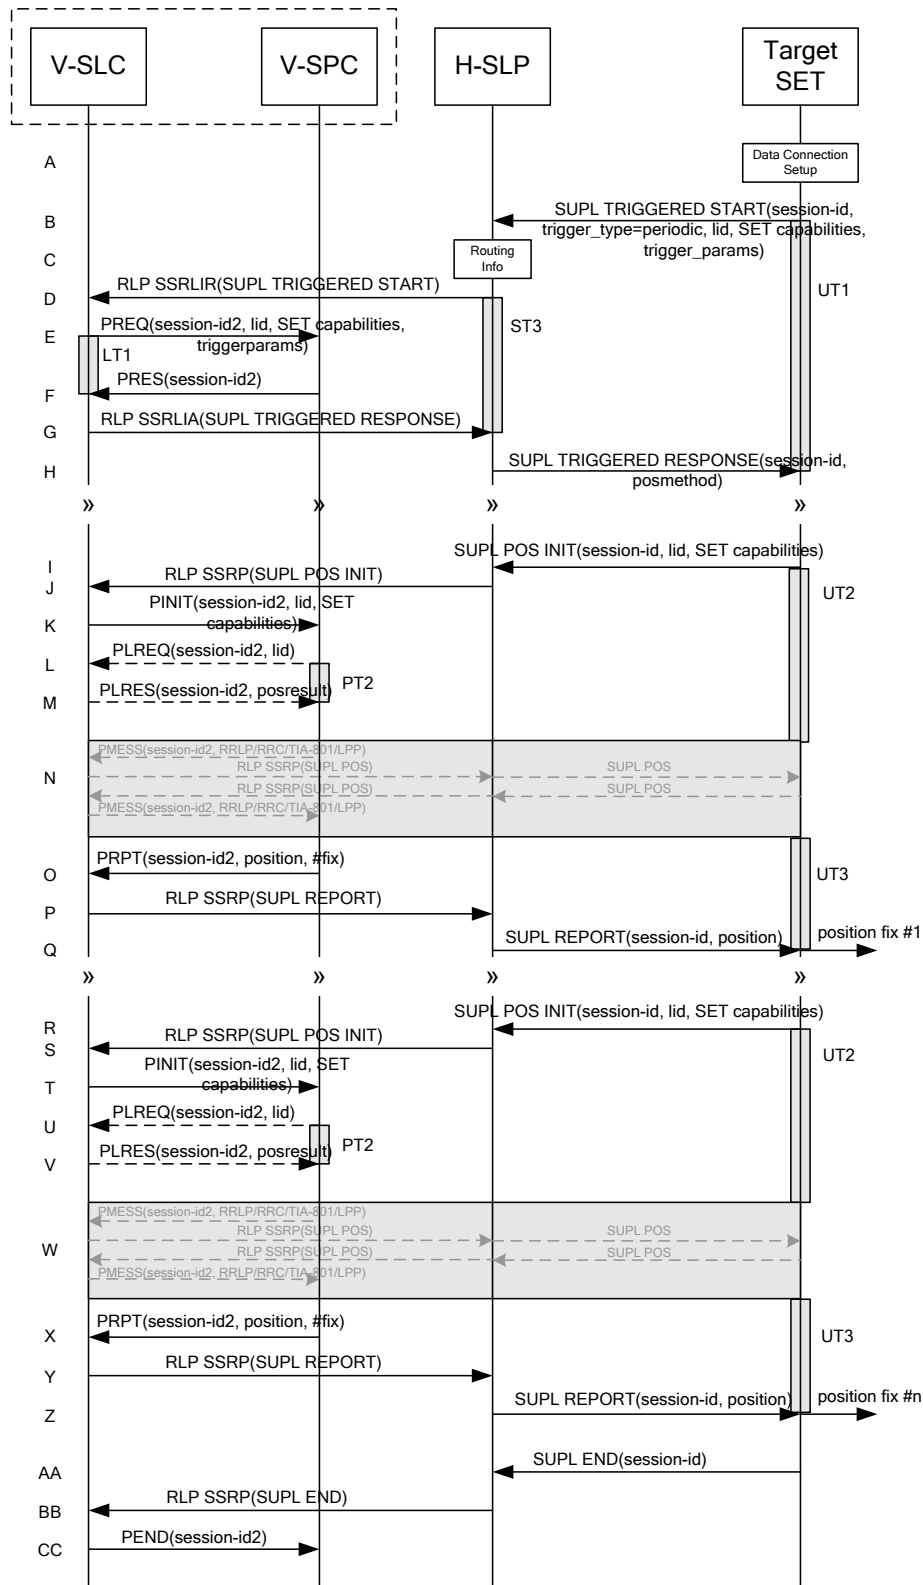 V-SLC
V-SPC
H-SLP
Target
SET
A
Data Connection
Setup
B
SUPL TRIGGERED START(session-id,
trigger_type=periodic, lid, SET capabilities,
trigger_params)
C
Routing
Info
D
RLP SSRLIR(SUPL TRIGGERED START)
UT1
E
PREQ(session-id2, lid, SET capabilities,
triggerparams)
ST3
LT1
F
PRES(session-id2)
G
RLP SSRLIA(SUPL TRIGGERED RESPONSE)
H
SUPL TRIGGERED RESPONSE(session-id,
posmethod)
» » » »
I
SUPL POS INIT(session-id, lid, SET capabilities)
J
RLP SSRP(SUPL POS INIT)
UT2
K
PINIT(session-id2, lid, SET
capabilities)
L
PLREQ(session-id2, lid)
PT2
M
PLRES(session-id2, posresult)
N
PMESS(session-id2, RRLP/RRC/TIA-801/LPP)
RLP SSRP(SUPL POS)
SUPL POS
RLP SSRP(SUPL POS)
SUPL POS
PMESS(session-id2, RRLP/RRC/TIA-801/LPP)
O
PRPT(session-id2, position, #fix)
UT3
P
RLP SSRP(SUPL REPORT)
Q
SUPL REPORT(session-id, position)
position fix #1
» » » »
R
SUPL POS INIT(session-id, lid, SET capabilities)
S
RLP SSRP(SUPL POS INIT)
UT2
T
PINIT(session-id2, lid, SET
capabilities)
U
PLREQ(session-id2, lid)
PT2
V
PLRES(session-id2, posresult)
W
PMESS(session-id2, RRLP/RRC/TIA-801/LPP)
RLP SSRP(SUPL POS)
SUPL POS
RLP SSRP(SUPL POS)
SUPL POS
PMESS(session-id2, RRLP/RRC/TIA-801/LPP)
X
PRPT(session-id2, position, #fix)
UT3
Y
RLP SSRP(SUPL REPORT)
Z
SUPL REPORT(session-id, position)
position fix #n
AA
SUPL END(session-id)
BB
RLP SSRP(SUPL END)
CC
PEND(session-id2)